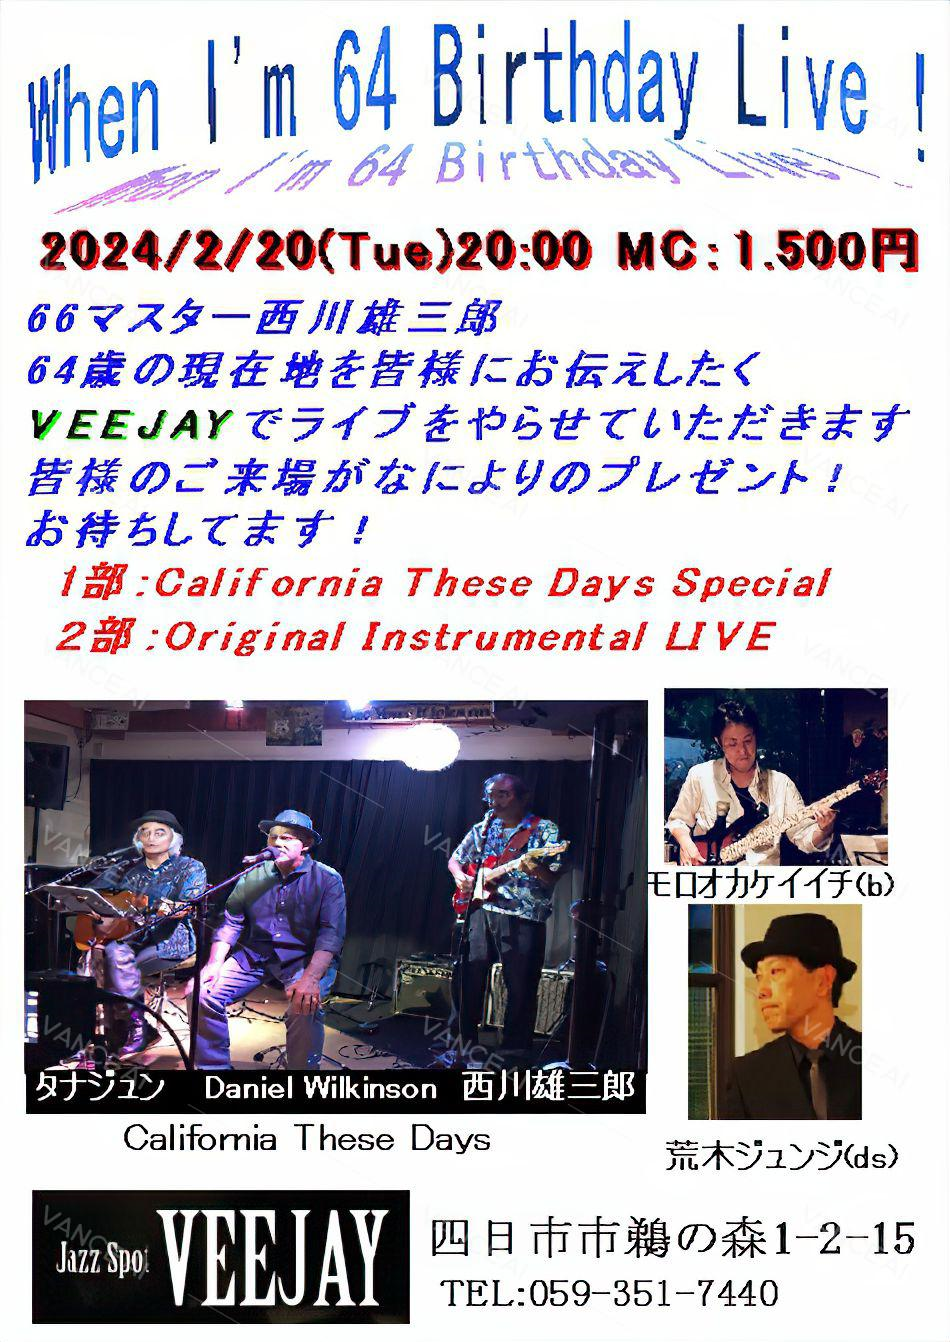 When I'm 64 Birthday Live !
When I'm 64 Birthday Live !
2024/2/20(Tue)20:00 MC:1.500円
66マスター西川雄三郎
64歳の現在地を皆様にお伝えしたく
VEEJAYでライブをやらせていただきます
皆様のご来場がなによりのプレゼント！
お待ちしてます！
1部:California These Days Special
2部:Original Instrumental LIVE
モロオカケイイチ(b)
タナジュン Daniel Wilkinson 西川雄三郎
California These Days
荒木ジュンジ(ds)
Jazz Spot VEEJAY
四日市市鵜の森1-2-15
TEL:059-351-7440
VANCE AI